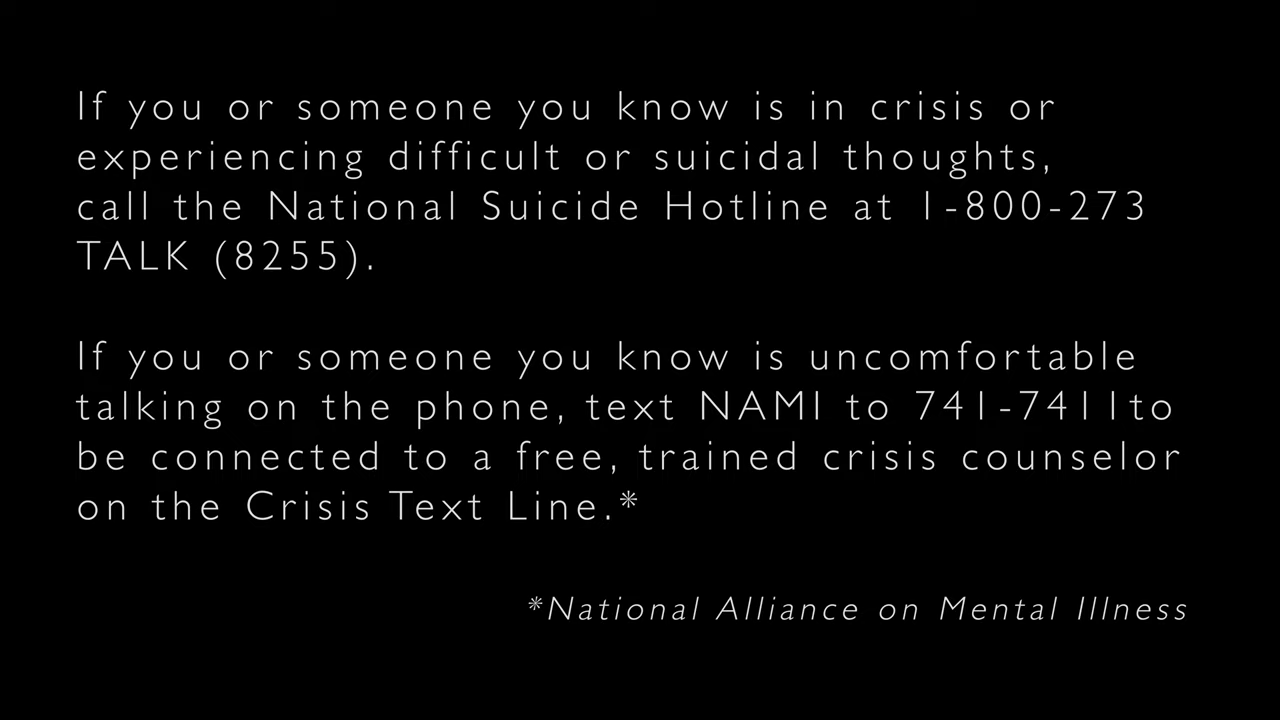 If you or someone you know is in crisis or
experiencing difficult or suicidal thoughts,
call the National Suicide Hotline at 1-800-273
TALK (8255).
If you or someone you know is uncomfortable
talking on the phone, text NAMI to 741-7411to
be connected to a free, trained crisis counselor
on the Crisis Text Line.*
*National Alliance on Mental Illness